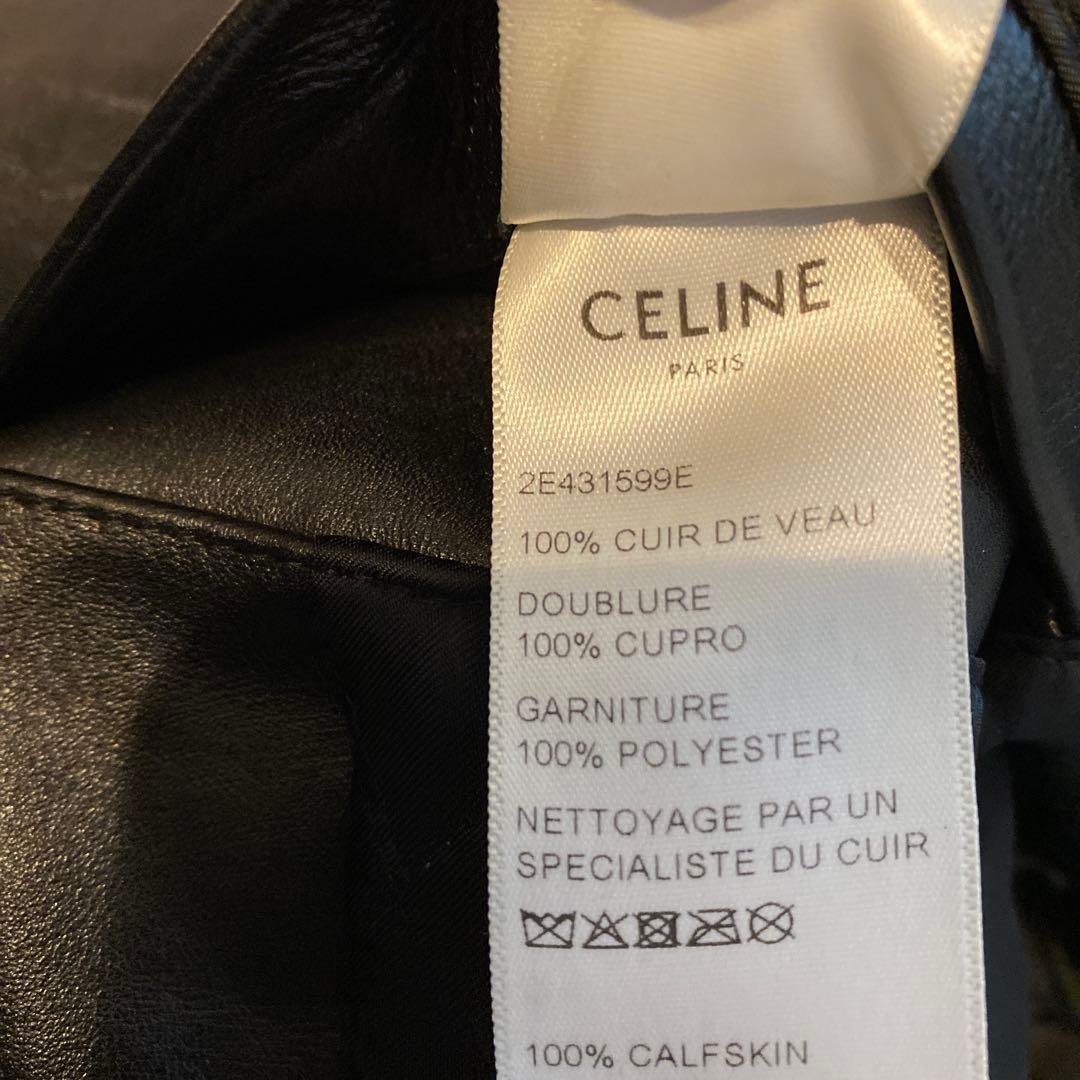 CELINE
PARIS
2E431599E
100% CUIR DE VEAU
DOUBLURE
100% CUPRO
GARNITURE
100% POLYESTER
NETTOYAGE PAR UN
SPECIALISTE DU CUIR
100% CALFSKIN